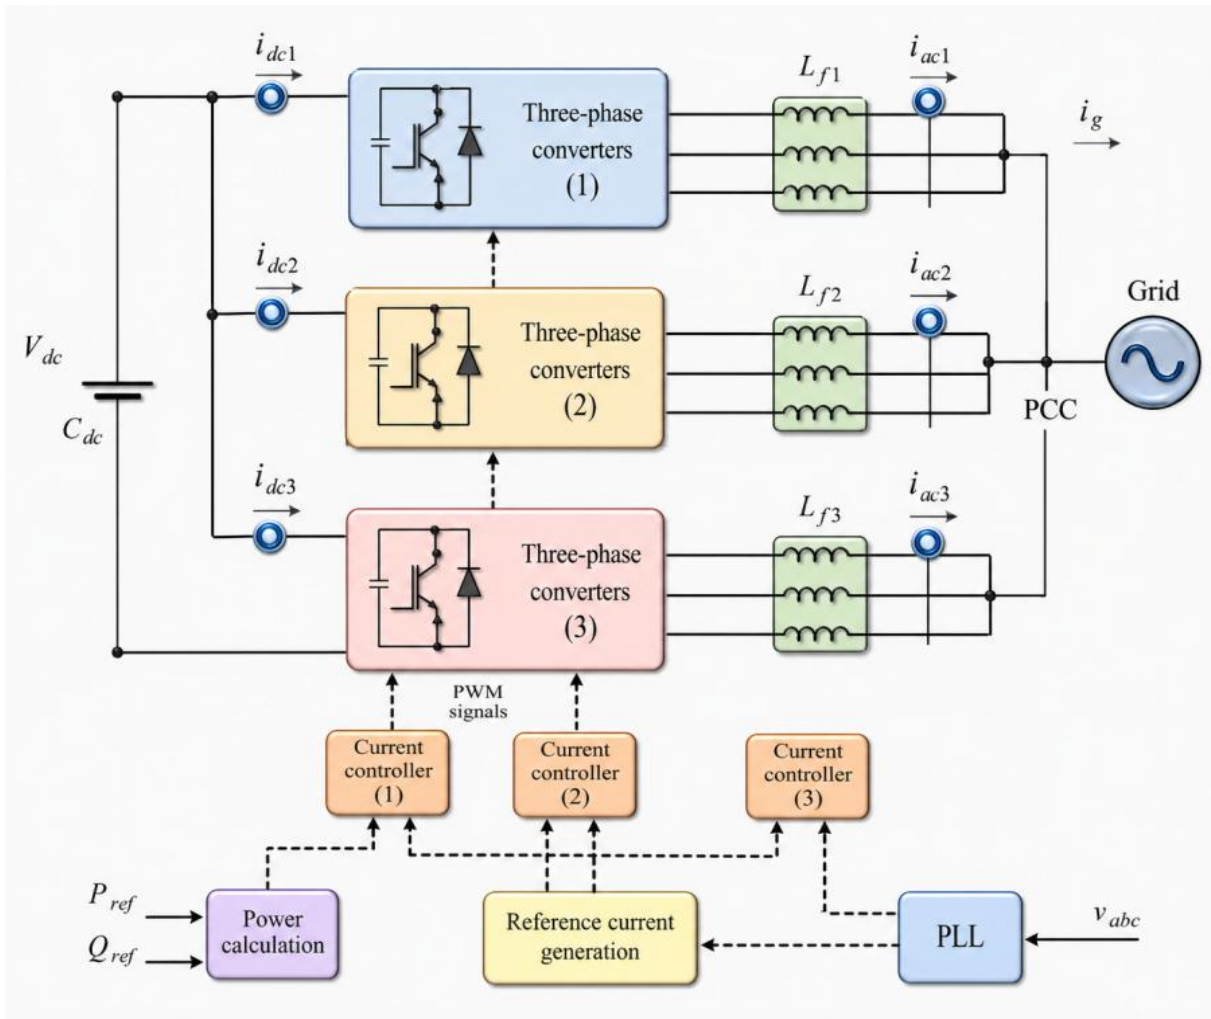 i_dc1
L_f1
i_ac1
i_g
Three-phase
converters
(1)
i_dc2
L_f2
i_ac2
Grid
Three-phase
converters
(2)
V_dc
C_dc
PCC
i_dc3
L_f3
i_ac3
Three-phase
converters
(3)
PWM
signals
Current
controller
(1)
Current
controller
(2)
Current
controller
(3)
P_ref
Q_ref
Power
calculation
Reference current
generation
PLL
v_abc